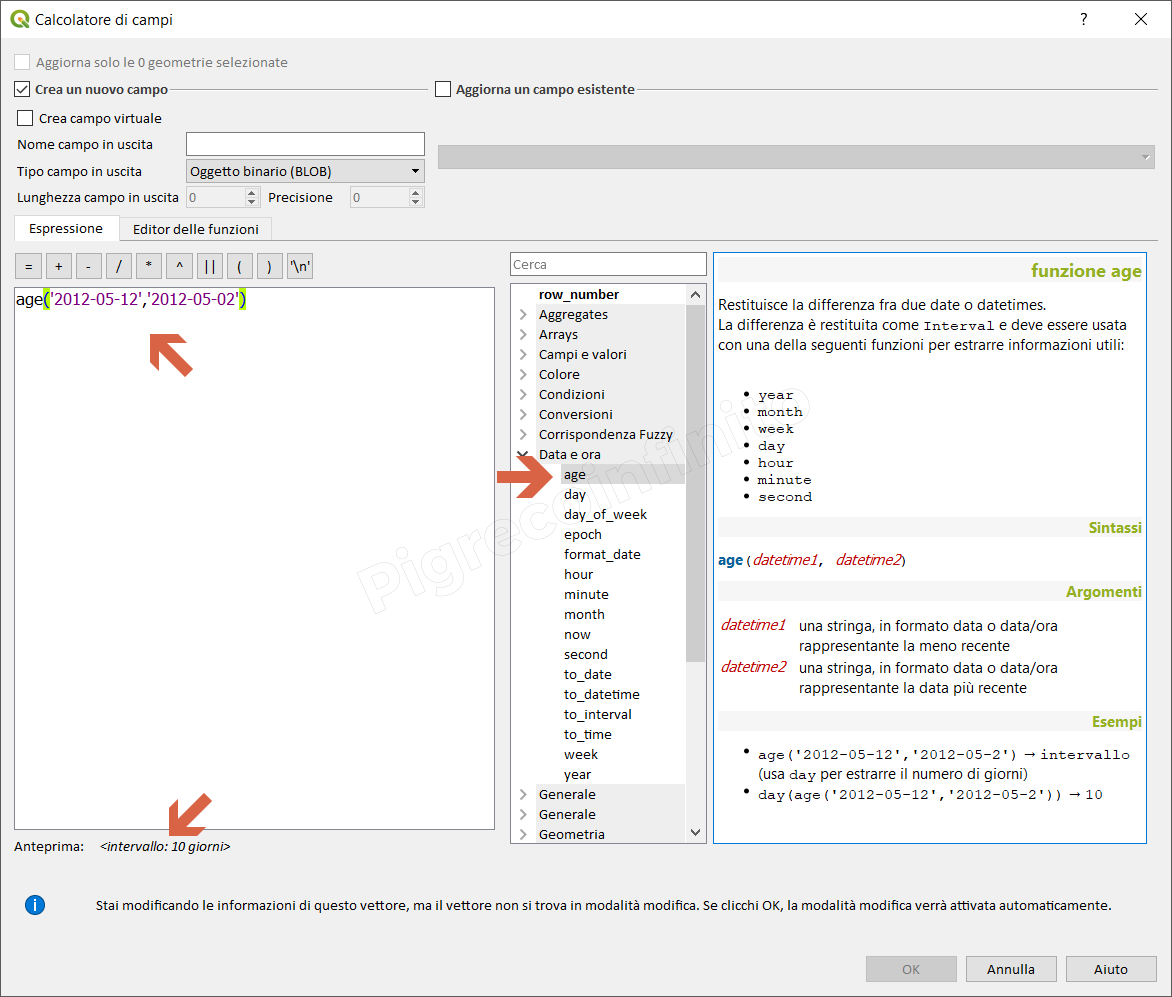 Calcolatore di campi
?
Aggiorna solo le 0 geometrie selezionate
Crea un nuovo campo
Aggiorna un campo esistente
Crea campo virtuale
Nome campo in uscita
Tipo campo in uscita Oggetto binario (BLOB)
Lunghezza campo in uscita 0 Precisione 0
Espressione Editor delle funzioni
= + - / * ^ || ( ) '\n'
age('2012-05-12','2012-05-02')
Anteprima: <intervallo: 10 giorni>
Cerca
row_number
Aggregates
Arrays
Campi e valori
Colore
Condizioni
Conversioni
Corrispondenza Fuzzy
Data e ora
age
day
day_of_week
epoch
format_date
hour
minute
month
now
second
to_date
to_datetime
to_interval
to_time
week
year
Generale
Generale
Geometria
funzione age
Restituisce la differenza fra due date o datetimes.
La differenza è restituita come Interval e deve essere usata
con una della seguenti funzioni per estrarre informazioni utili:
• year
• month
• week
• day
• hour
• minute
• second
Sintassi
age(datetime1, datetime2)
Argomenti
datetime1 una stringa, in formato data o data/ora
rappresentante la meno recente
datetime2 una stringa, in formato data o data/ora
rappresentante la data più recente
Esempi
• age('2012-05-12','2012-05-2') → intervallo
(usa day per estrarre il numero di giorni)
• day(age('2012-05-12','2012-05-2')) → 10
Pigrecoinfinito
Stai modificando le informazioni di questo vettore, ma il vettore non si trova in modalità modifica. Se clicchi OK, la modalità modifica verrà attivata automaticamente.
OK Annulla Aiuto